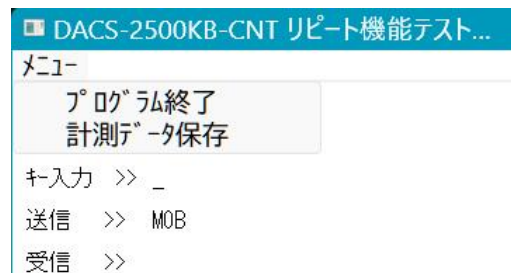 DACS-2500KB-CNT リピート機能テスト...
ﾒﾆｭｰ
ﾌﾟﾛｸﾞﾗﾑ終了
計測ﾃﾞｰﾀ保存
ｷｰ入力 >> _
送信 >> M0B
受信 >>